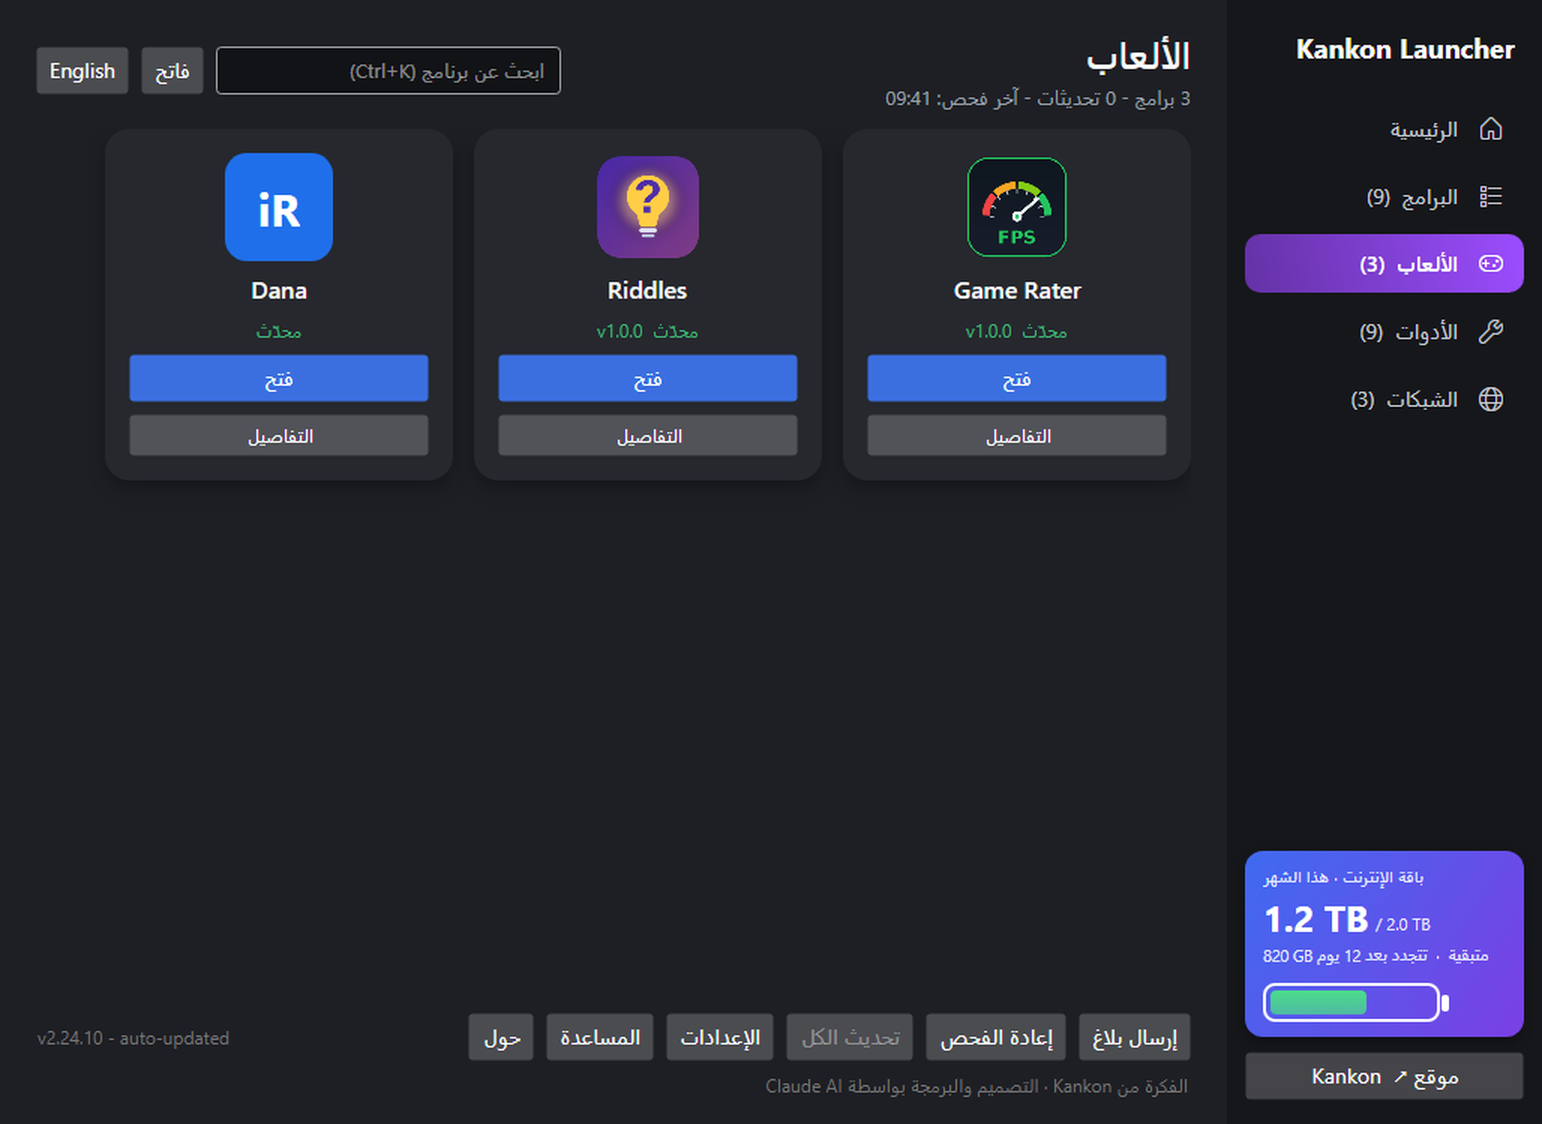 Kankon Launcher
الرئيسية
البرامج (9)
الألعاب (3)
الأدوات (9)
الشبكات (3)
باقة الإنترنت · هذا الشهر
1.2 TB / 2.0 TB
820 GB متبقية · تتجدد بعد 12 يوم
موقع Kankon ↗
الألعاب
3 برامج - 0 تحديثات - آخر فحص: 09:41
ابحث عن برنامج (Ctrl+K)
فاتح
English
FPS
Game Rater
محدّث v1.0.0
فتح
التفاصيل
?
Riddles
محدّث v1.0.0
فتح
التفاصيل
iR
Dana
محدّث
فتح
التفاصيل
إرسال بلاغ
إعادة الفحص
تحديث الكل
الإعدادات
المساعدة
حول
v2.24.10 - auto-updated
الفكرة من Kankon · التصميم والبرمجة بواسطة Claude AI